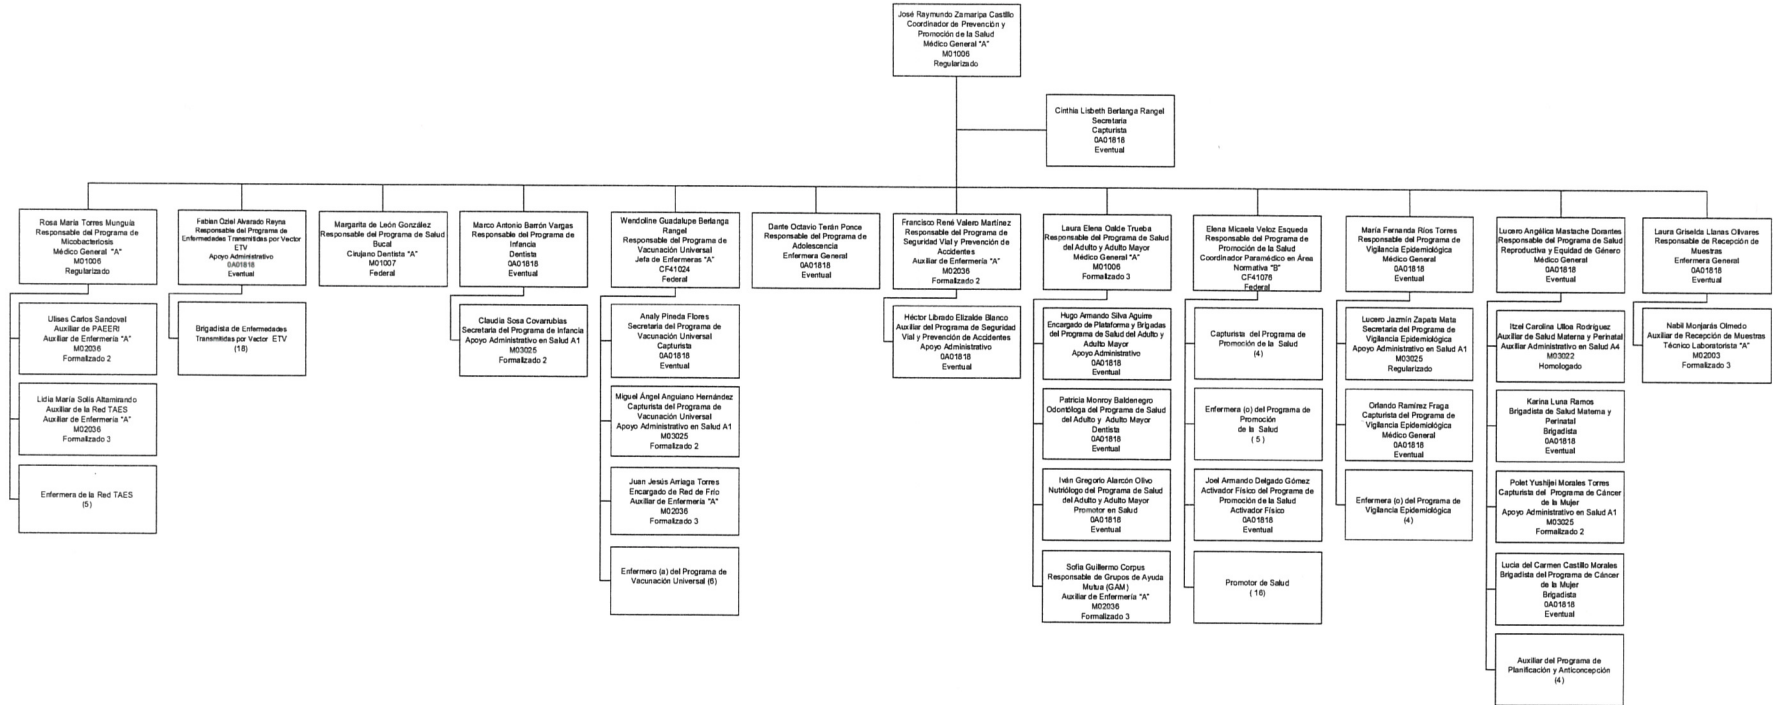 José Raymundo Zamaripa Castillo
Coordinador de Prevención y
Promoción de la Salud
Médico General "A"
M01006
Regularizado
Cinthia Lisbeth Berlanga Rangel
Secretaria
Capturista
0A01818
Eventual
Rosa María Torres Munguía
Responsable del Programa de
Micobacteriosis
Médico General "A"
M01006
Regularizado
Ulises Carlos Sandoval
Auxiliar de PAEERI
Auxiliar de Enfermería "A"
M02036
Formalizado 2
Lidia María Solís Altamirando
Auxiliar de la Red TAES
Auxiliar de Enfermería "A"
M02036
Formalizado 3
Enfermera de la Red TAES
(5)
Fabian Oziel Alvarado Reyna
Responsable del Programa de
Enfermedades Transmitidas por Vector
ETV
Apoyo Administrativo
0A01818
Eventual
Brigadista de Enfermedades
Transmitidas por Vector ETV
(18)
Margarita de León González
Responsable del Programa de Salud
Bucal
Cirujano Dentista "A"
M01007
Federal
Marco Antonio Barrón Vargas
Responsable del Programa de
Infancia
Dentista
0A01818
Eventual
Claudia Sosa Covarrubias
Secretaria del Programa de Infancia
Apoyo Administrativo en Salud A1
M03025
Formalizado 2
Wendoline Guadalupe Berlanga
Rangel
Responsable del Programa de
Vacunación Universal
Jefa de Enfermeras "A"
CF41024
Federal
Analy Pineda Flores
Secretaria del Programa de
Vacunación Universal
Capturista
0A01818
Eventual
Miguel Ángel Anguiano Hernández
Capturista del Programa de
Vacunación Universal
Apoyo Administrativo en Salud A1
M03025
Formalizado 2
Juan Jesús Arriaga Torres
Encargado de Red de Frío
Auxiliar de Enfermería "A"
M02036
Formalizado 3
Enfermero (a) del Programa de
Vacunación Universal (6)
Dante Octavio Terán Ponce
Responsable del Programa de
Adolescencia
Enfermera General
0A01818
Eventual
Francisco René Valero Martínez
Responsable del Programa de
Seguridad Vial y Prevención de
Accidentes
Auxiliar de Enfermería "A"
M02036
Formalizado 2
Héctor Librado Elizalde Blanco
Auxiliar del Programa de Seguridad
Vial y Prevención de Accidentes
Apoyo Administrativo
0A01818
Eventual
Laura Elena Oalde Trueba
Responsable del Programa de Salud
del Adulto y Adulto Mayor
Médico General "A"
M01006
Formalizado 3
Hugo Armando Silva Aguirre
Encargado de Plataforma y Brigadas
del Programa de Salud del Adulto y
Adulto Mayor
Apoyo Administrativo
0A01818
Eventual
Patricia Monroy Baldenegro
Odontóloga del Programa de Salud
del Adulto y Adulto Mayor
Dentista
0A01818
Eventual
Iván Gregorio Alarcón Olivo
Nutriólogo del Programa de Salud
del Adulto y Adulto Mayor
Promotor en Salud
0A01818
Eventual
Sofia Guillermo Corpus
Responsable de Grupos de Ayuda
Mutua (GAM)
Auxiliar de Enfermería "A"
M02036
Formalizado 3
Elena Micaela Veloz Esqueda
Responsable del Programa de
Promoción de la Salud
Coordinador Paramédico en Área
Normativa "B"
CF41076
Federal
Capturista del Programa de
Promoción de la Salud
(4)
Enfermera (o) del Programa de
Promoción
de la Salud
( 5 )
Joel Armando Delgado Gómez
Activador Físico del Programa de
Promoción de la Salud
Activador Físico
0A01818
Eventual
Promotor de Salud
( 16)
María Fernanda Ríos Torres
Responsable del Programa de
Vigilancia Epidemiológica
Médico General
0A01818
Eventual
Lucero Jazmín Zapata Mata
Secretaria del Programa de
Vigilancia Epidemiológica
Apoyo Administrativo en Salud A1
M03025
Regularizado
Orlando Ramírez Fraga
Capturista del Programa de
Vigilancia Epidemiológica
Médico General
0A01818
Eventual
Enfermera (o) del Programa de
Vigilancia Epidemiológica
(4)
Lucero Angélica Mastache Dorantes
Responsable del Programa de Salud
Reproductiva y Equidad de Género
Médico General
0A01818
Eventual
Itzel Carolina Ulloa Rodríguez
Auxiliar de Salud Materna y Perinatal
Auxiliar Administrativo en Salud A4
M03022
Homologado
Karina Luna Ramos
Brigadista de Salud Materna y
Perinatal
Brigadista
0A01818
Eventual
Polet Yushijei Morales Torres
Capturista del Programa de Cáncer
de la Mujer
Apoyo Administrativo en Salud A1
M03025
Formalizado 2
Lucia del Carmen Castillo Morales
Brigadista del Programa de Cáncer
de la Mujer
Brigadista
0A01818
Eventual
Auxiliar del Programa de
Planificación y Anticoncepción
(4)
Laura Griselda Llanas Olivares
Responsable de Recepción de
Muestras
Enfermera General
0A01818
Eventual
Nabil Monjarás Olmedo
Auxiliar de Recepción de Muestras
Técnico Laboratorista "A"
M02003
Formalizado 3